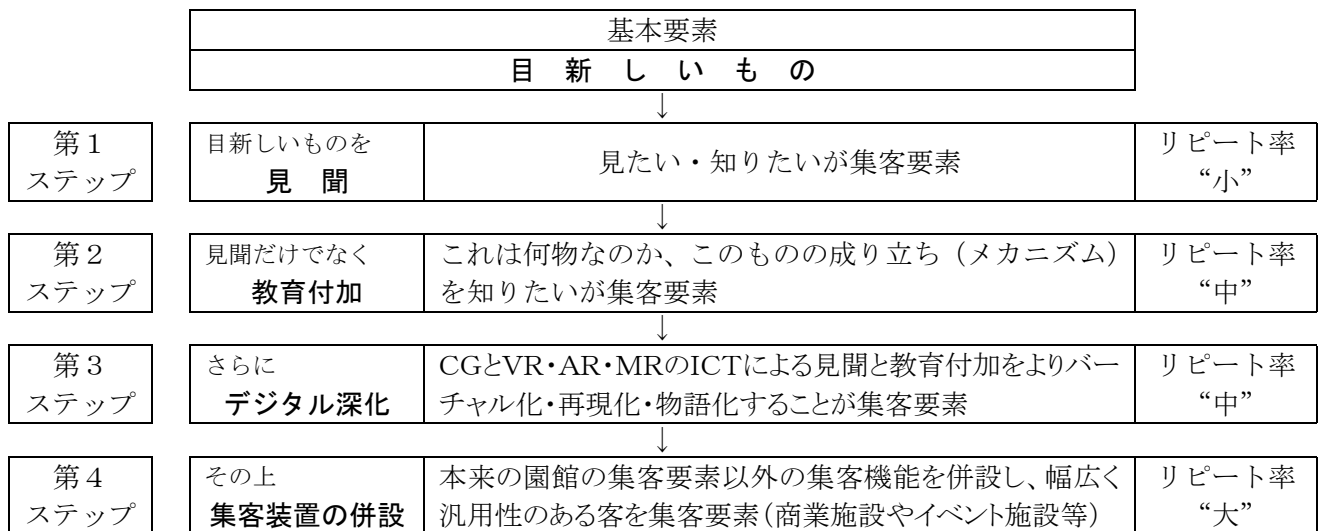 基本要素
目新しいもの
↓
第１
ステップ
目新しいものを
見聞
見たい・知りたいが集客要素
リピート率
“小”
↓
第２
ステップ
見聞だけでなく
教育付加
これは何物なのか、このものの成り立ち（メカニズム）
を知りたいが集客要素
リピート率
“中”
↓
第３
ステップ
さらに
デジタル深化
CGとVR・AR・MRのICTによる見聞と教育付加をよりバー
チャル化・再現化・物語化することが集客要素
リピート率
“中”
↓
第４
ステップ
その上
集客装置の併設
本来の園館の集客要素以外の集客機能を併設し、幅広く
汎用性のある客を集客要素（商業施設やイベント施設等）
リピート率
“大”